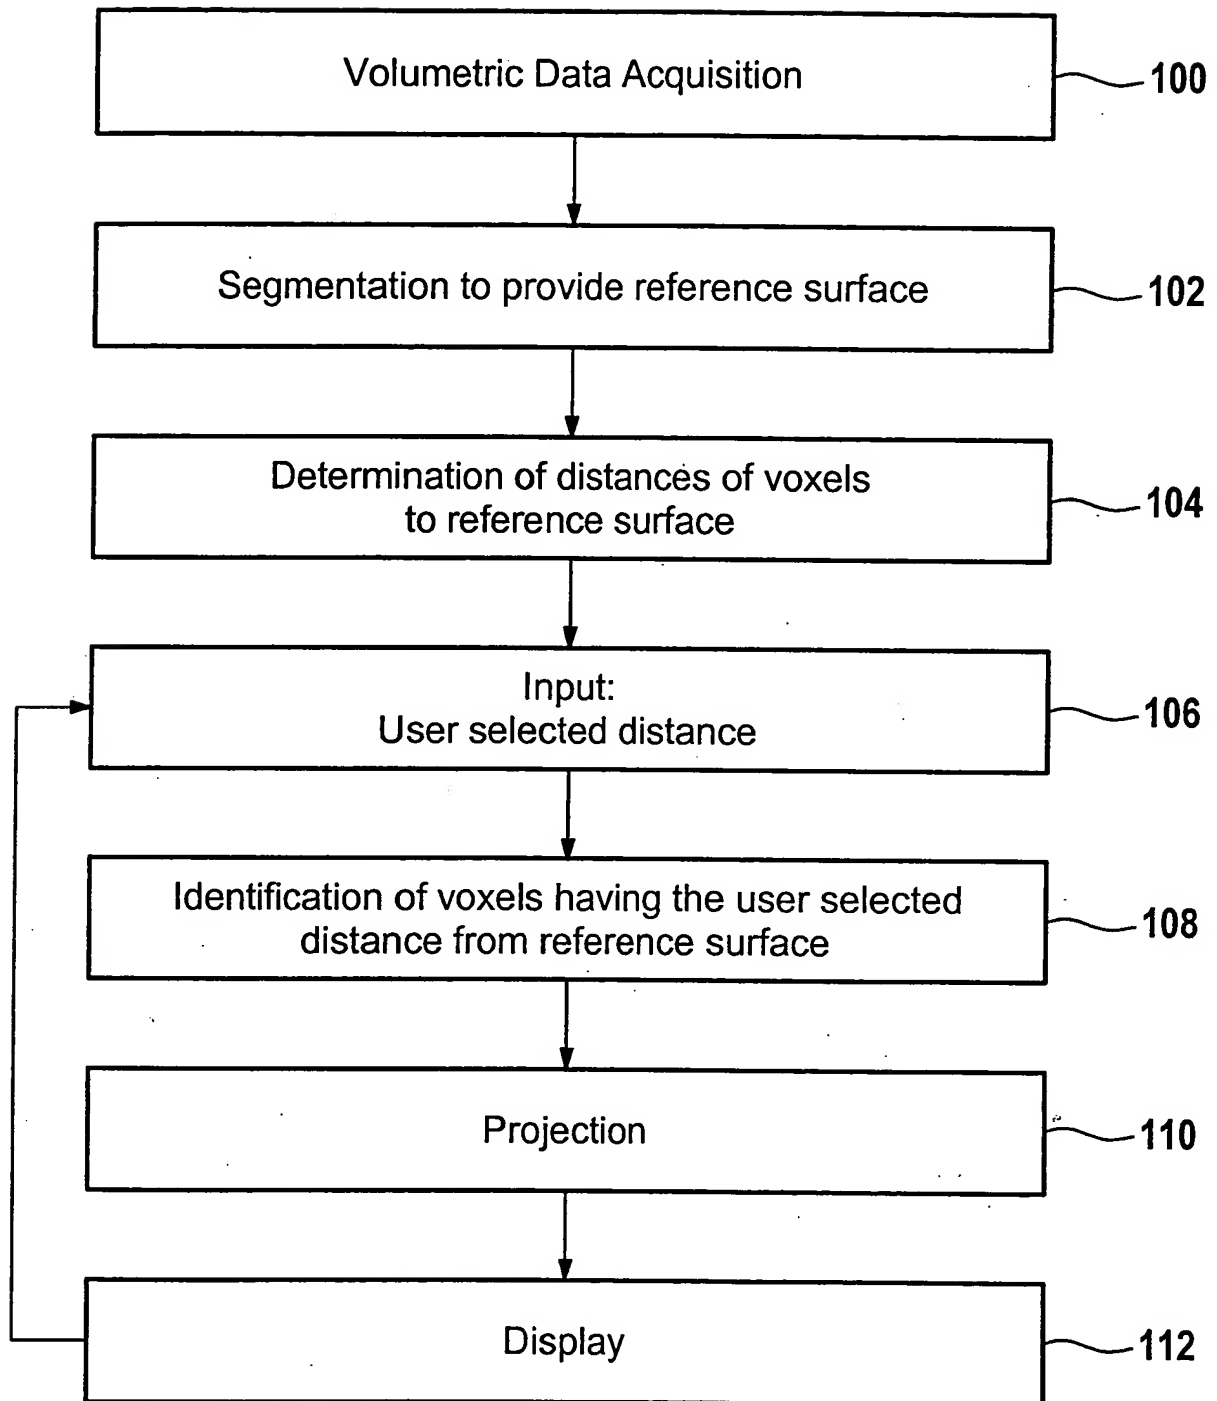 Volumetric Data Acquisition
100
Segmentation to provide reference surface
102
Determination of distances of voxels
to reference surface
104
Input:
User selected distance
106
Identification of voxels having the user selected
distance from reference surface
108
Projection
110
Display
112